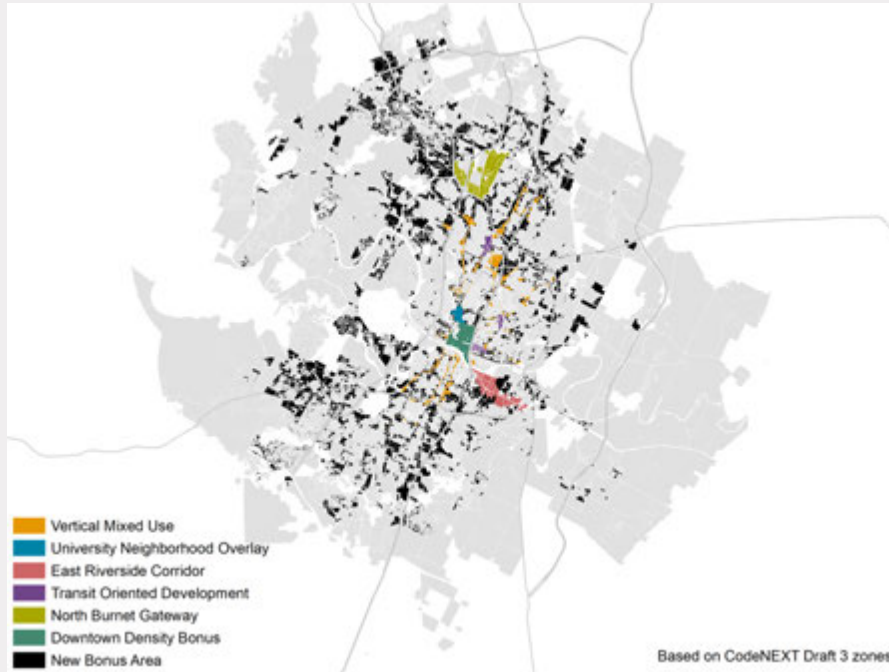 Vertical Mixed Use
University Neighborhood Overlay
East Riverside Corridor
Transit Oriented Development
North Burnet Gateway
Downtown Density Bonus
New Bonus Area
Based on CodeNEXT Draft 3 zones